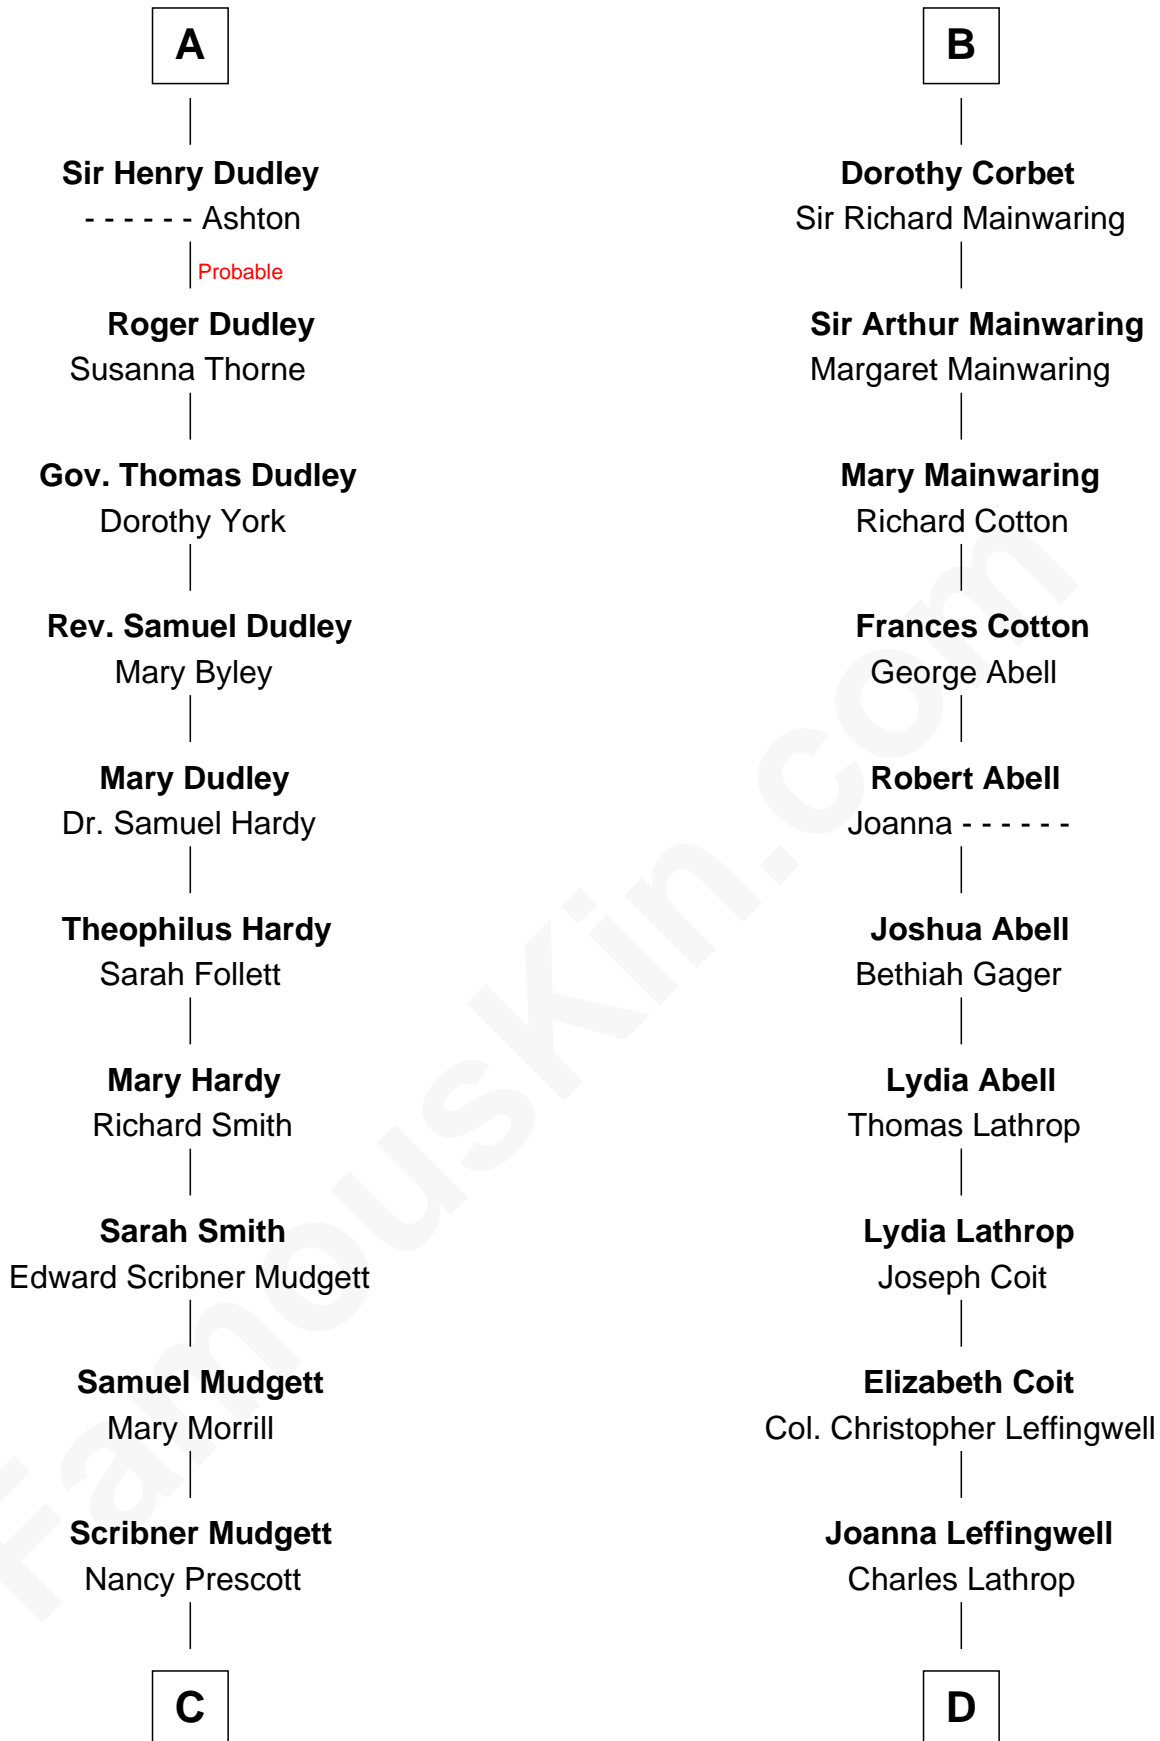 A
Sir Henry Dudley
- - - - - - Ashton
Probable
Roger Dudley
Susanna Thorne
Gov. Thomas Dudley
Dorothy York
Rev. Samuel Dudley
Mary Byley
Mary Dudley
Dr. Samuel Hardy
Theophilus Hardy
Sarah Follett
Mary Hardy
Richard Smith
Sarah Smith
Edward Scribner Mudgett
Samuel Mudgett
Mary Morrill
Scribner Mudgett
Nancy Prescott
C
B
Dorothy Corbet
Sir Richard Mainwaring
Sir Arthur Mainwaring
Margaret Mainwaring
Mary Mainwaring
Richard Cotton
Frances Cotton
George Abell
Robert Abell
Joanna - - - - - -
Joshua Abell
Bethiah Gager
Lydia Abell
Thomas Lathrop
Lydia Lathrop
Joseph Coit
Elizabeth Coit
Col. Christopher Leffingwell
Joanna Leffingwell
Charles Lathrop
D
FamousKin.com